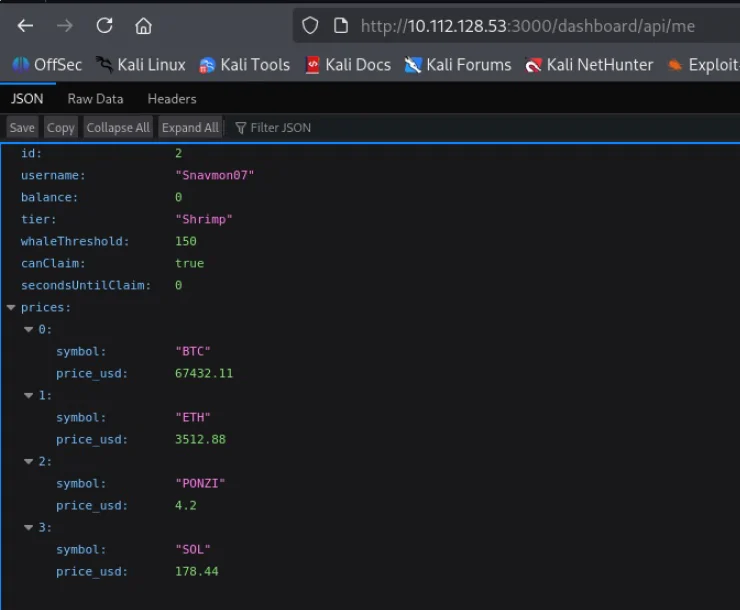 http://10.112.128.53:3000/dashboard/api/me
OffSec Kali Linux Kali Tools Kali Docs Kali Forums Kali NetHunter Exploit-
JSON Raw Data Headers
Save Copy Collapse All Expand All Filter JSON
id: 2
username: "Snavmon07"
balance: 0
tier: "Shrimp"
whaleThreshold: 150
canClaim: true
secondsUntilClaim: 0
prices:
0:
symbol: "BTC"
price_usd: 67432.11
1:
symbol: "ETH"
price_usd: 3512.88
2:
symbol: "PONZI"
price_usd: 4.2
3:
symbol: "SOL"
price_usd: 178.44